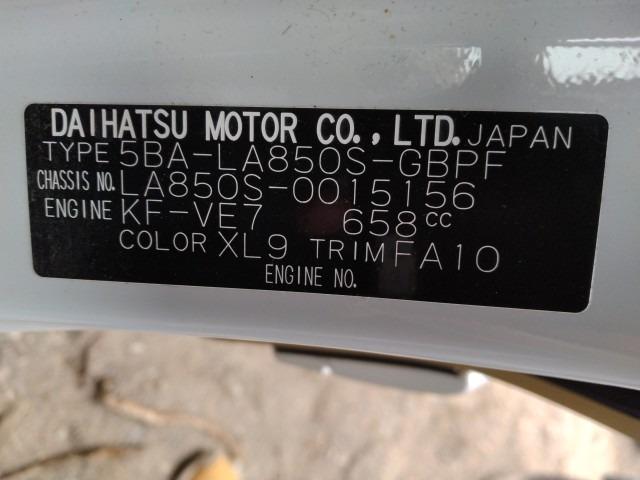 DAIHATSU MOTOR CO., LTD. JAPAN
TYPE 5BA-LA850S-GBPF
CHASSIS NO. LA850S-0015156
ENGINE KF-VE7 658cc
COLOR XL9 TRIM FA10
ENGINE NO.